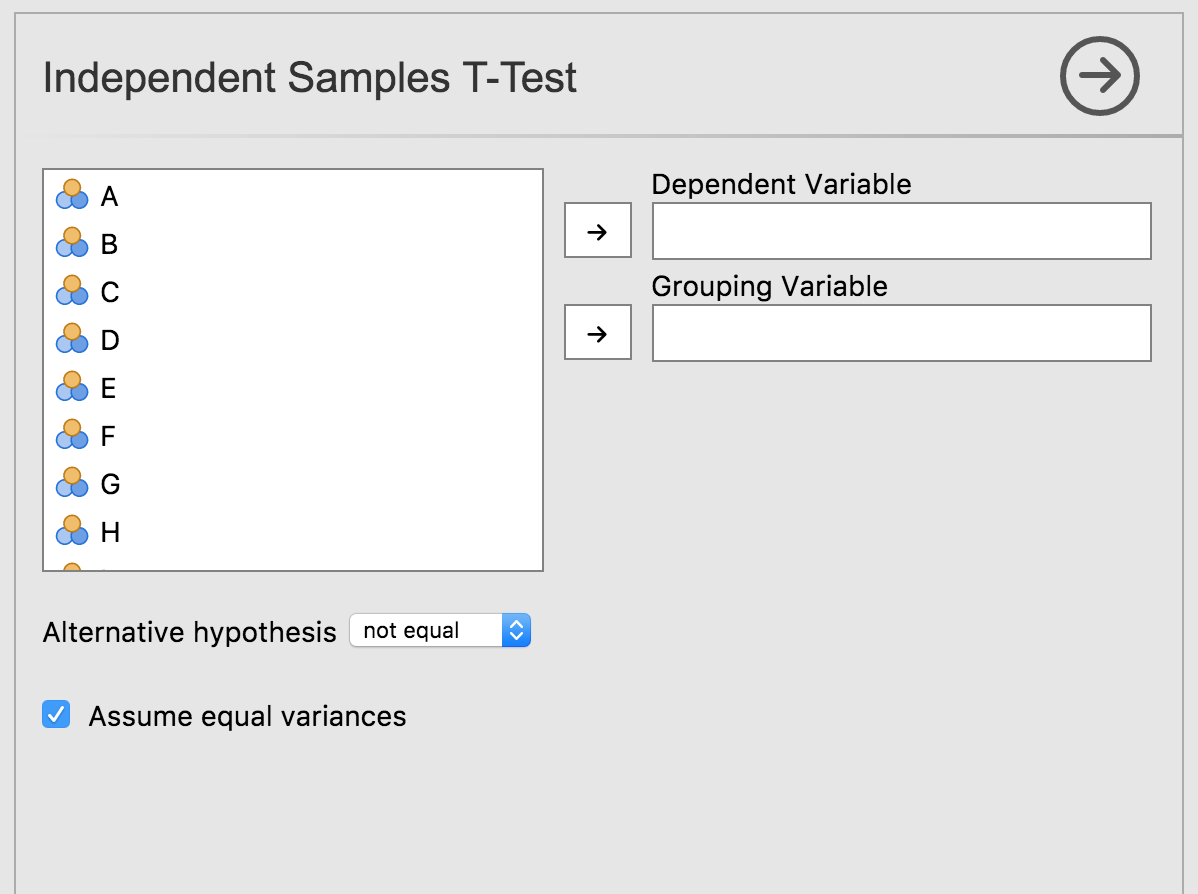 Independent Samples T-Test
A
B
C
D
E
F
G
H
Dependent Variable
Grouping Variable
Alternative hypothesis not equal
Assume equal variances